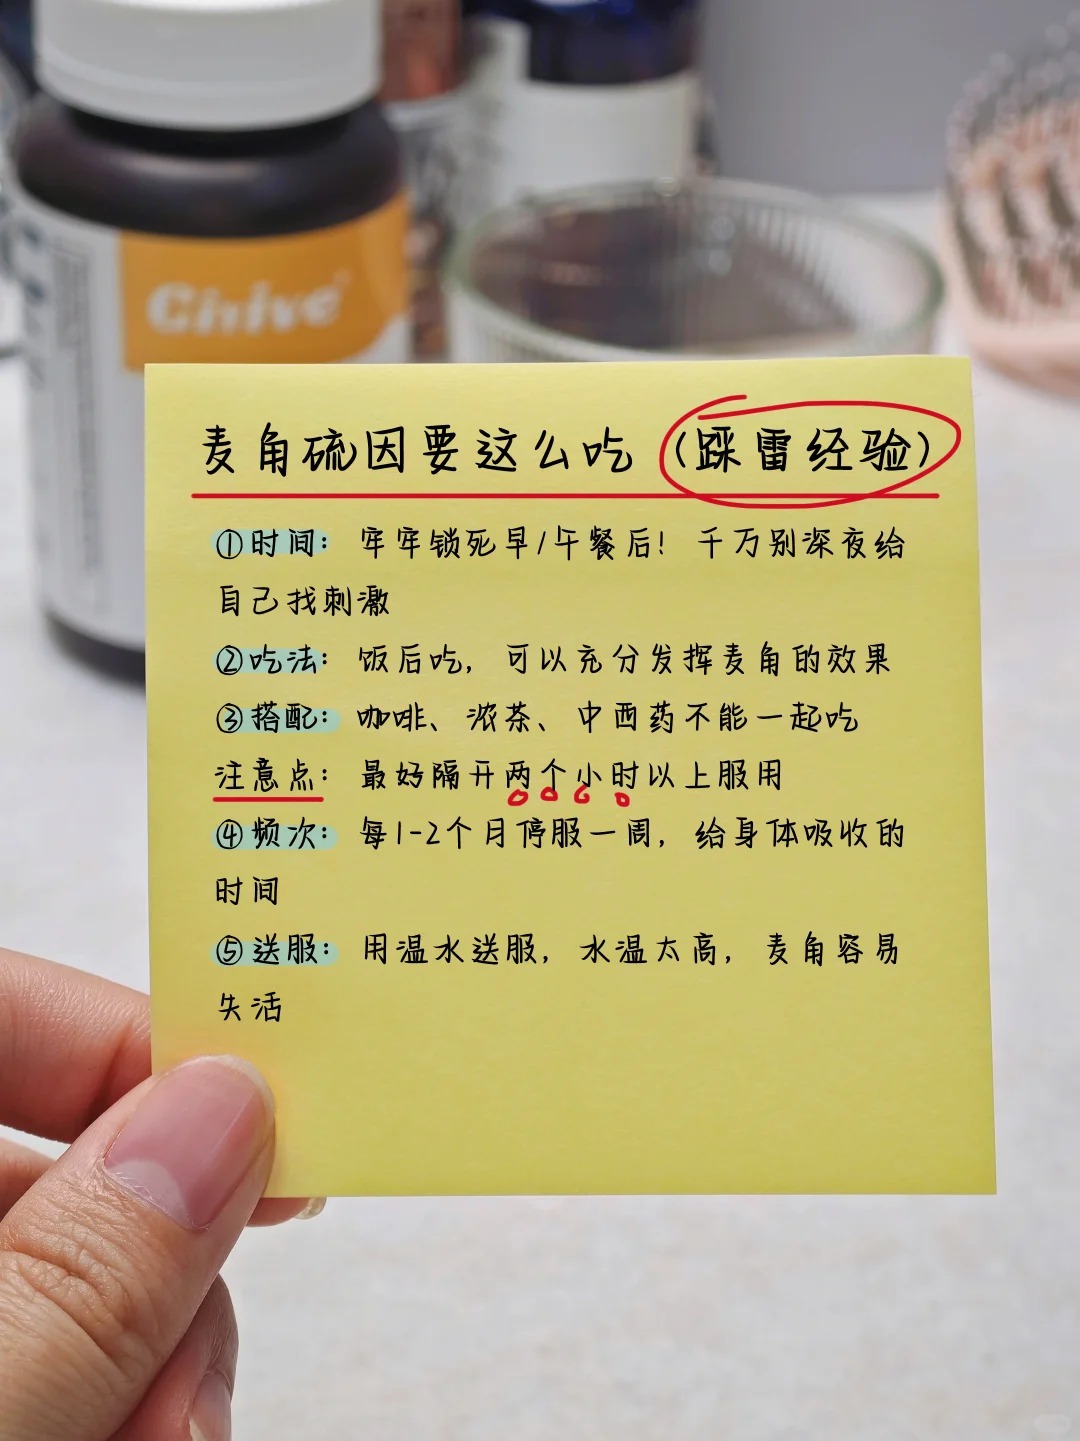 Cihive
麦角硫因要这么吃（踩雷经验）
①时间：牢牢锁死早/午餐后！千万别深夜给
自己找刺激
②吃法：饭后吃，可以充分发挥麦角的效果
③搭配：咖啡、浓茶、中西药不能一起吃
注意点：最好隔开两个小时以上服用
④频次：每1-2个月停服一周，给身体吸收的
时间
⑤送服：用温水送服，水温太高，麦角容易
失活